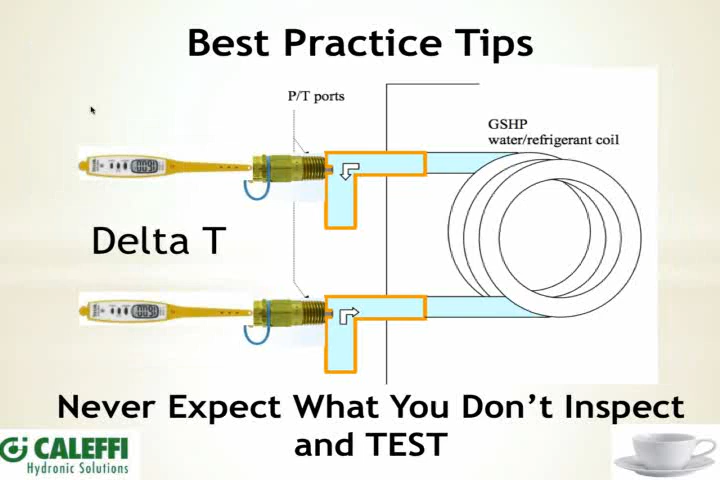 Best Practice Tips
P/T ports
GSHP
water/refrigerant coil
Delta T
Never Expect What You Don't Inspect
and TEST
CALEFFI
Hydronic Solutions